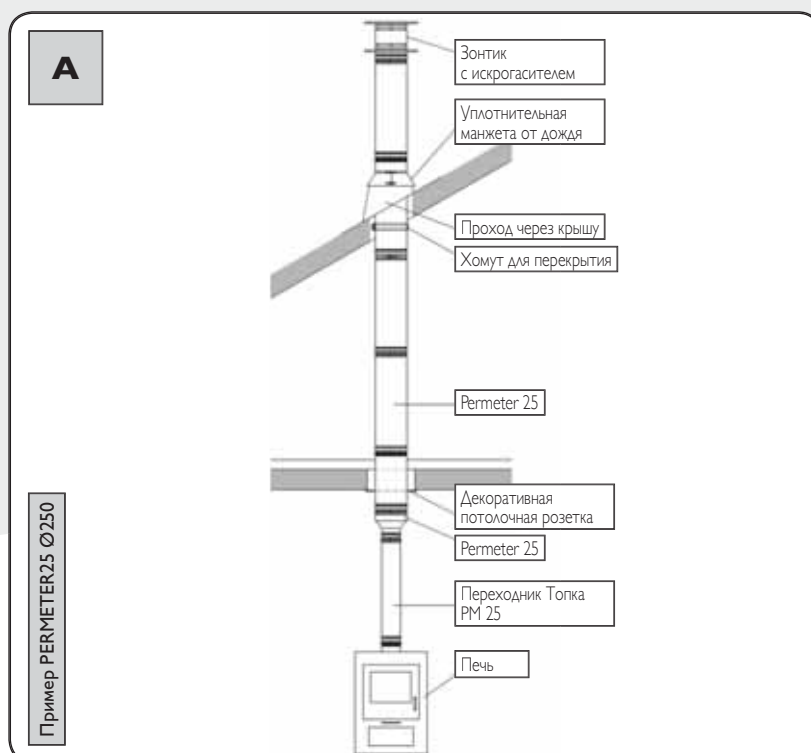 A
Зонтик
с искрогасителем
Уплотнительная
манжета от дождя
Проход через крышу
Хомут для перекрытия
Permeter 25
Декоративная
потолочная розетка
Permeter 25
Переходник Топка
PM 25
Печь
Пример PERMETER25 Ø250